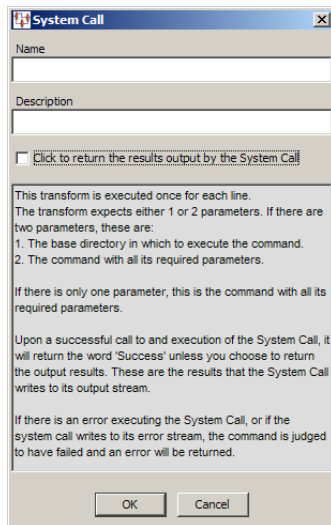 System Call
Name
Description
Click to return the results output by the System Call
This transform is executed once for each line.
The transform expects either 1 or 2 parameters. If there are
two parameters, these are:
1. The base directory in which to execute the command.
2. The command with all its required parameters.
If there is only one parameter, this is the command with all its
required parameters.
Upon a successful call to and execution of the System Call, it
will return the word 'Success' unless you choose to return
the output results. These are the results that the System Call
writes to its output stream.
If there is an error executing the System Call, or if the
system call writes to its error stream, the command is judged
to have failed and an error will be returned.
OK Cancel